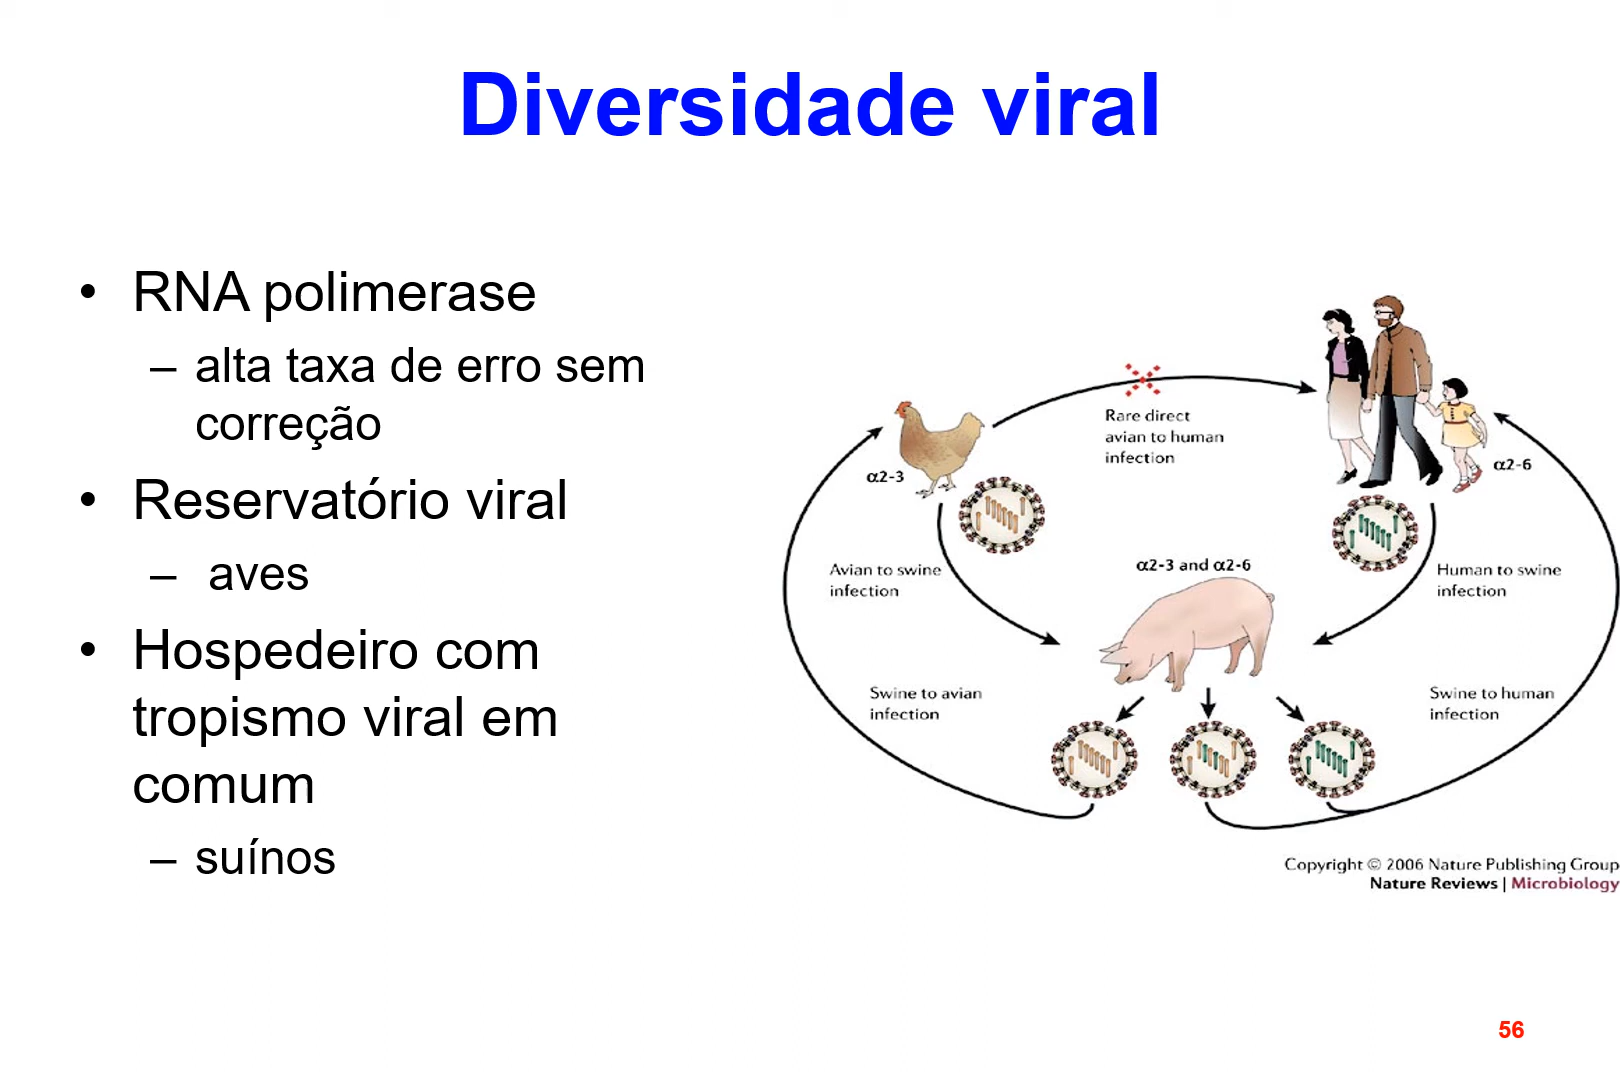 Diversidade viral
• RNA polimerase
– alta taxa de erro sem
correção
• Reservatório viral
– aves
• Hospedeiro com
tropismo viral em
comum
– suínos
Rare direct
avian to human
infection
α2-3
α2-6
Avian to swine
infection
α2-3 and α2-6
Human to swine
infection
Swine to avian
infection
Swine to human
infection
Copyright © 2006 Nature Publishing Group
Nature Reviews | Microbiology
56